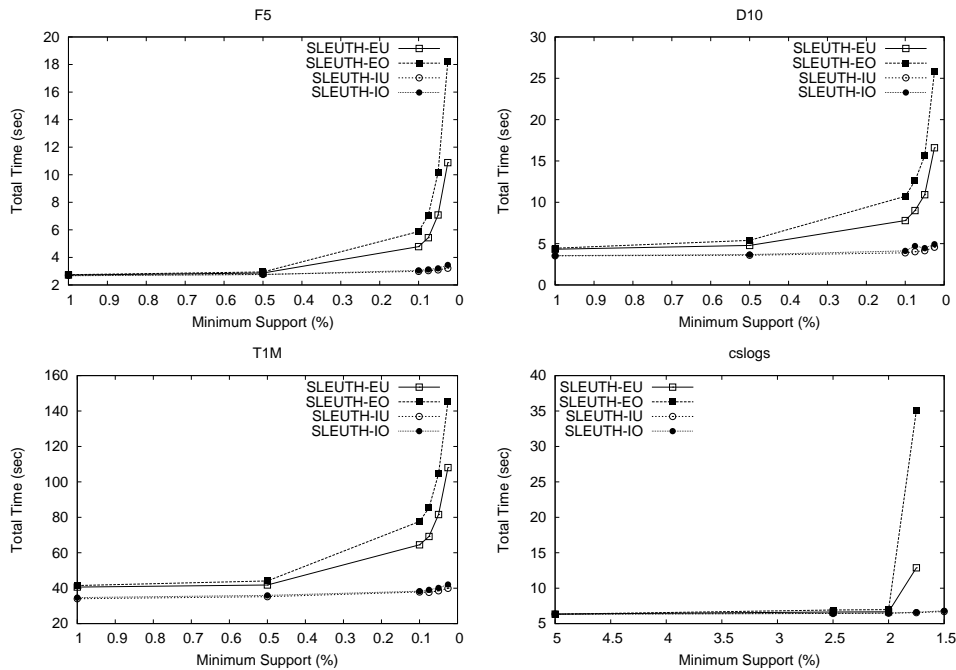 F5
20
18
16
14
12
10
8
6
4
2
Total Time (sec)
SLEUTH-EU
SLEUTH-EO
SLEUTH-IU
SLEUTH-IO
1 0.9 0.8 0.7 0.6 0.5 0.4 0.3 0.2 0.1 0
Minimum Support (%)
D10
30
25
20
15
10
5
0
Total Time (sec)
SLEUTH-EU
SLEUTH-EO
SLEUTH-IU
SLEUTH-IO
1 0.9 0.8 0.7 0.6 0.5 0.4 0.3 0.2 0.1 0
Minimum Support (%)
T1M
160
140
120
100
80
60
40
20
Total Time (sec)
SLEUTH-EU
SLEUTH-EO
SLEUTH-IU
SLEUTH-IO
1 0.9 0.8 0.7 0.6 0.5 0.4 0.3 0.2 0.1 0
Minimum Support (%)
cslogs
40
35
30
25
20
15
10
5
Total Time (sec)
SLEUTH-EU
SLEUTH-EO
SLEUTH-IU
SLEUTH-IO
5 4.5 4 3.5 3 2.5 2 1.5
Minimum Support (%)